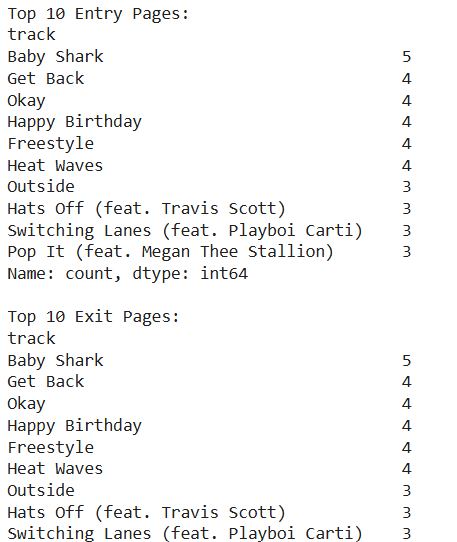 Top 10 Entry Pages:
track
Baby Shark 5
Get Back 4
Okay 4
Happy Birthday 4
Freestyle 4
Heat Waves 4
Outside 3
Hats Off (feat. Travis Scott) 3
Switching Lanes (feat. Playboi Carti) 3
Pop It (feat. Megan Thee Stallion) 3
Name: count, dtype: int64

Top 10 Exit Pages:
track
Baby Shark 5
Get Back 4
Okay 4
Happy Birthday 4
Freestyle 4
Heat Waves 4
Outside 3
Hats Off (feat. Travis Scott) 3
Switching Lanes (feat. Playboi Carti) 3